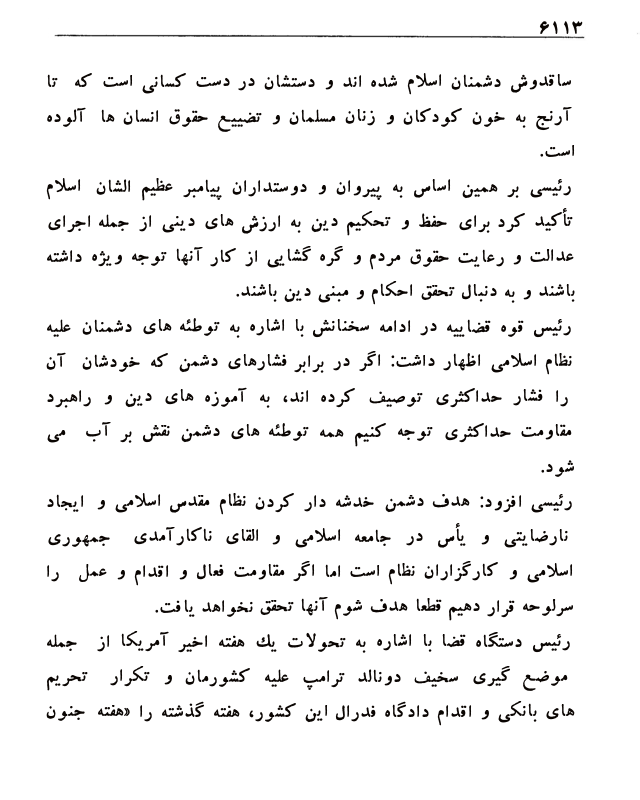 ۶۱۱۳
ساقدوش دشمنان اسلام شده اند و دستشان در دست کسانی است که تا
آرنج به خون کودکان و زنان مسلمان و تضییع حقوق انسان ها آلوده
است.
رئیسی بر همین اساس به پیروان و دوستداران پیامبر عظیم الشان اسلام
تأکید کرد برای حفظ و تحکیم دین به ارزش های دینی از جمله اجرای
عدالت و رعایت حقوق مردم و گره گشایی از کار آنها توجه ویژه داشته
باشند و به دنبال تحقق احکام و مبنی دین باشند.
رئیس قوه قضاییه در ادامه سخنانش با اشاره به توطئه های دشمنان علیه
نظام اسلامی اظهار داشت: اگر در برابر فشارهای دشمن که خودشان آن
را فشار حداکثری توصیف کرده اند، به آموزه های دین و راهبرد
مقاومت حداکثری توجه کنیم همه توطئه های دشمن نقش بر آب می
شود.
رئیسی افزود: هدف دشمن خدشه دار کردن نظام مقدس اسلامی و ایجاد
نارضایتی و یأس در جامعه اسلامی و القای ناکارآمدی جمهوری
اسلامی و کارگزاران نظام است اما اگر مقاومت فعال و اقدام و عمل را
سرلوحه قرار دهیم قطعا هدف شوم آنها تحقق نخواهد یافت.
رئیس دستگاه قضا با اشاره به تحولات یك هفته اخیر آمریکا از جمله
موضع گیری سخیف دونالد ترامپ علیه کشورمان و تکرار تحریم
های بانکی و اقدام دادگاه فدرال این کشور، هفته گذشته را «هفته جنون